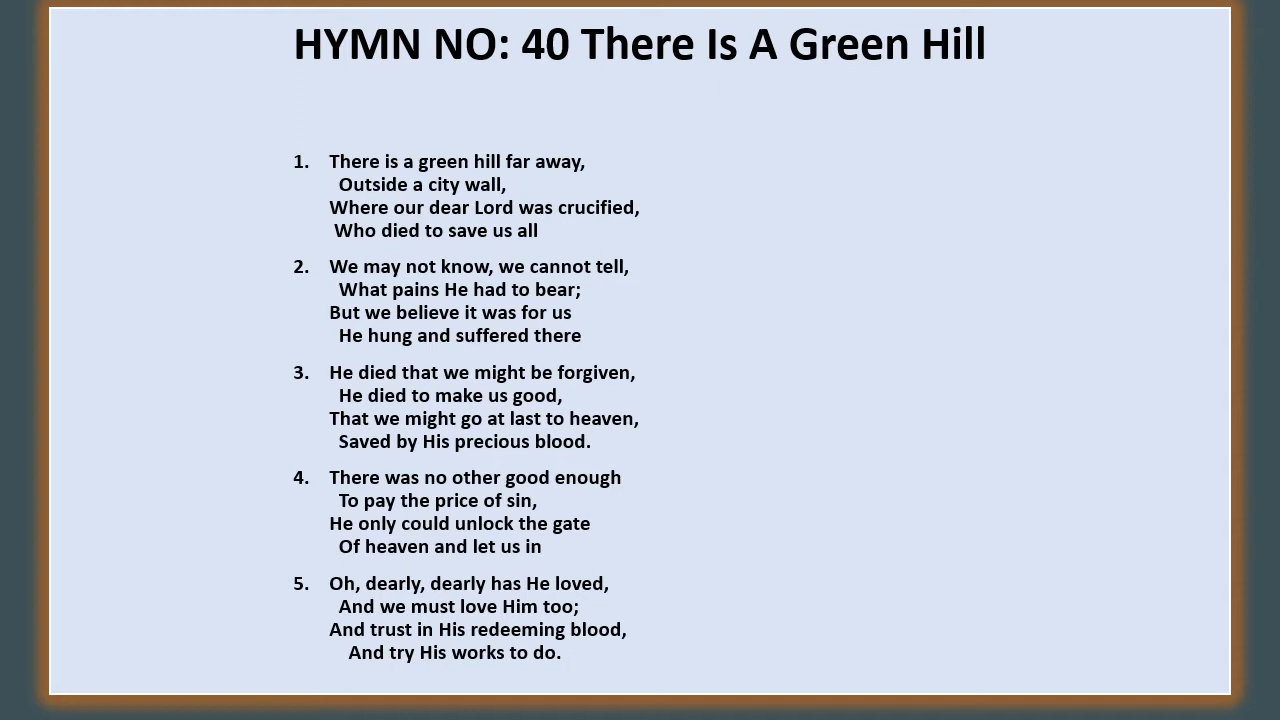 HYMN NO: 40 There Is A Green Hill
1. There is a green hill far away,
Outside a city wall,
Where our dear Lord was crucified,
Who died to save us all
2. We may not know, we cannot tell,
What pains He had to bear;
But we believe it was for us
He hung and suffered there
3. He died that we might be forgiven,
He died to make us good,
That we might go at last to heaven,
Saved by His precious blood.
4. There was no other good enough
To pay the price of sin,
He only could unlock the gate
Of heaven and let us in
5. Oh, dearly, dearly has He loved,
And we must love Him too;
And trust in His redeeming blood,
And try His works to do.